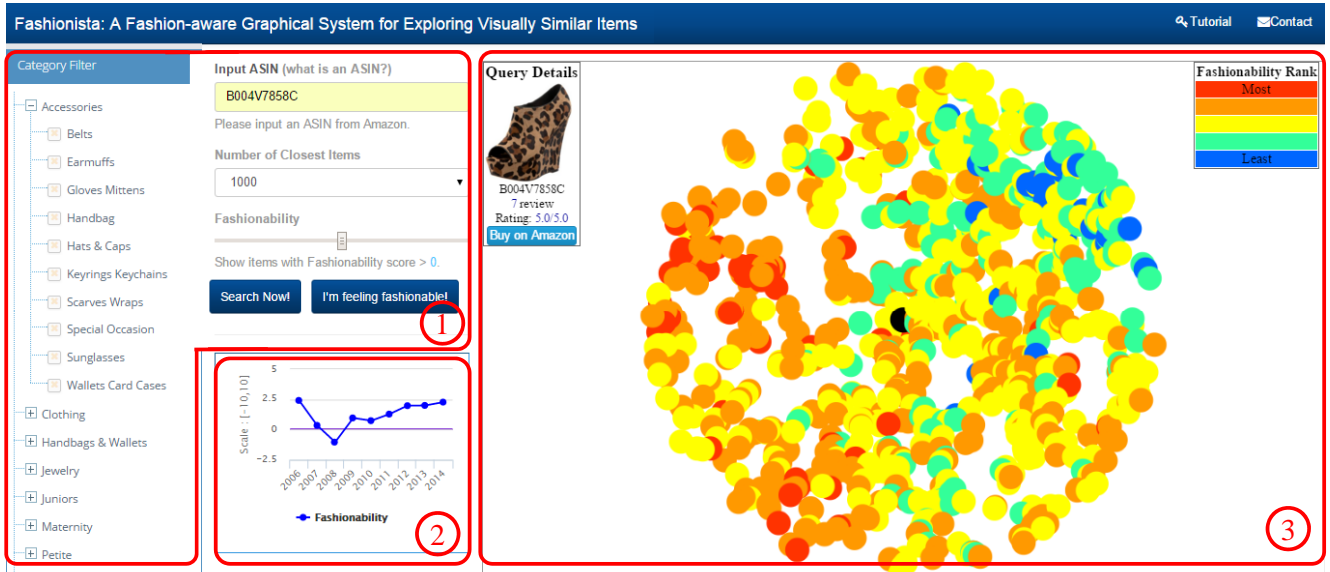 Fashionista: A Fashion-aware Graphical System for Exploring Visually Similar Items
Tutorial
Contact
Category Filter
Accessories
Belts
Earmuffs
Gloves Mittens
Handbag
Hats & Caps
Keyrings Keychains
Scarves Wraps
Special Occasion
Sunglasses
Wallets Card Cases
Clothing
Handbags & Wallets
Jewelry
Juniors
Maternity
Petite
Input ASIN (what is an ASIN?)
B004V7858C
Please input an ASIN from Amazon.
Number of Closest Items
1000
Fashionability
Show items with Fashionability score > 0.
Search Now!
I'm feeling fashionable!
1
Scale : [-10,10]
5
2.5
0
−2.5
2006
2007
2008
2009
2010
2011
2012
2013
2014
Fashionability
2
Query Details
B004V7858C
7 review
Rating: 5.0/5.0
Buy on Amazon
Fashionability Rank
Most
Least
3